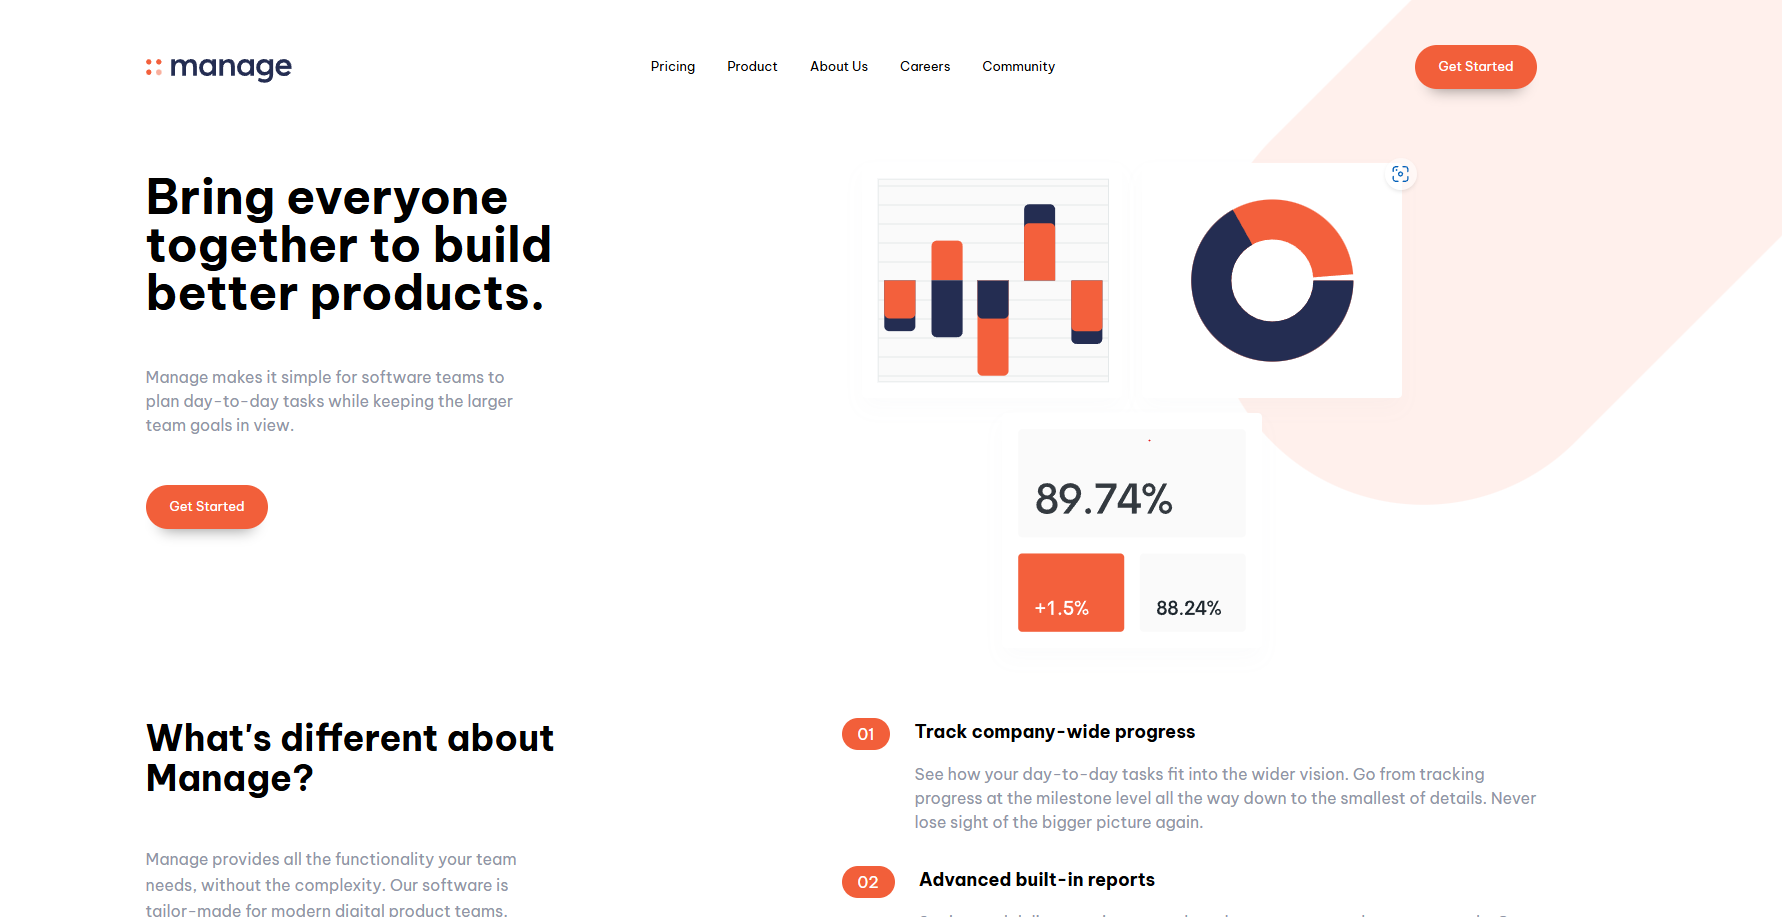 manage
Pricing
Product
About Us
Careers
Community
Get Started
Bring everyone
together to build
better products.
Manage makes it simple for software teams to
plan day-to-day tasks while keeping the larger
team goals in view.
Get Started
89.74%
+1.5%
88.24%
What's different about
Manage?
Manage provides all the functionality your team
needs, without the complexity. Our software is
tailor-made for modern digital product teams.
01
Track company-wide progress
See how your day-to-day tasks fit into the wider vision. Go from tracking
progress at the milestone level all the way down to the smallest of details. Never
lose sight of the bigger picture again.
02
Advanced built-in reports